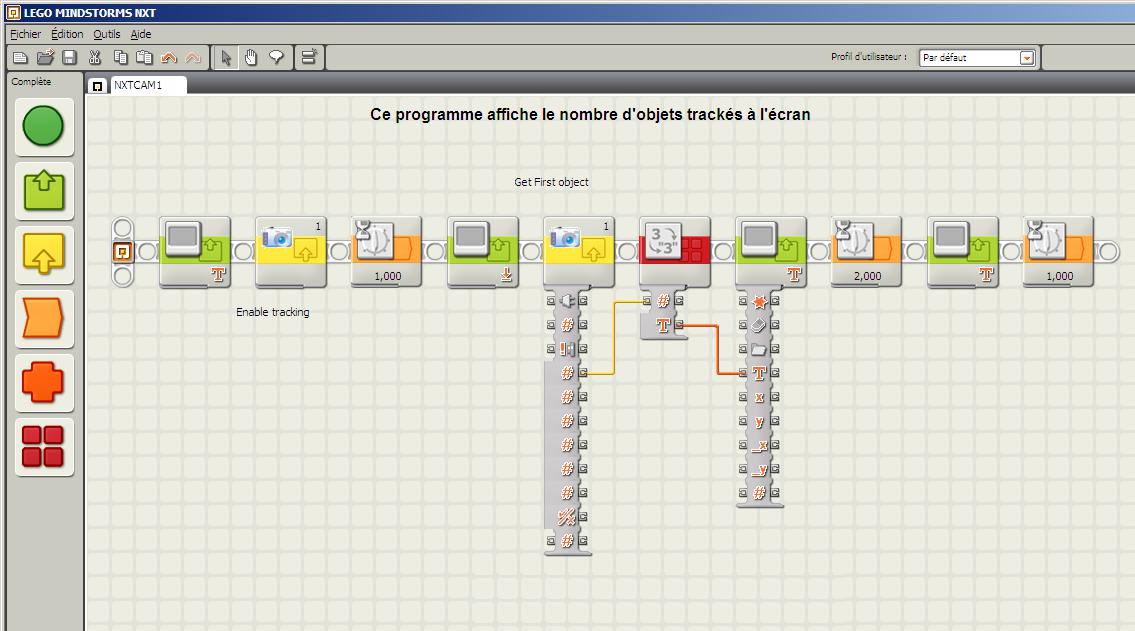 LEGO MINDSTORMS NXT
Fichier Édition Outils Aide
Profil d'utilisateur : Par défaut
Complète
NXTCAM1
Ce programme affiche le nombre d'objets trackés à l'écran
Get First object
1 1
3 "3"
T 1,000 T 2,000 T 1,000
Enable tracking
#
#
T
#
T
#
x
#
y
#
_x
#
_y
#
#
#